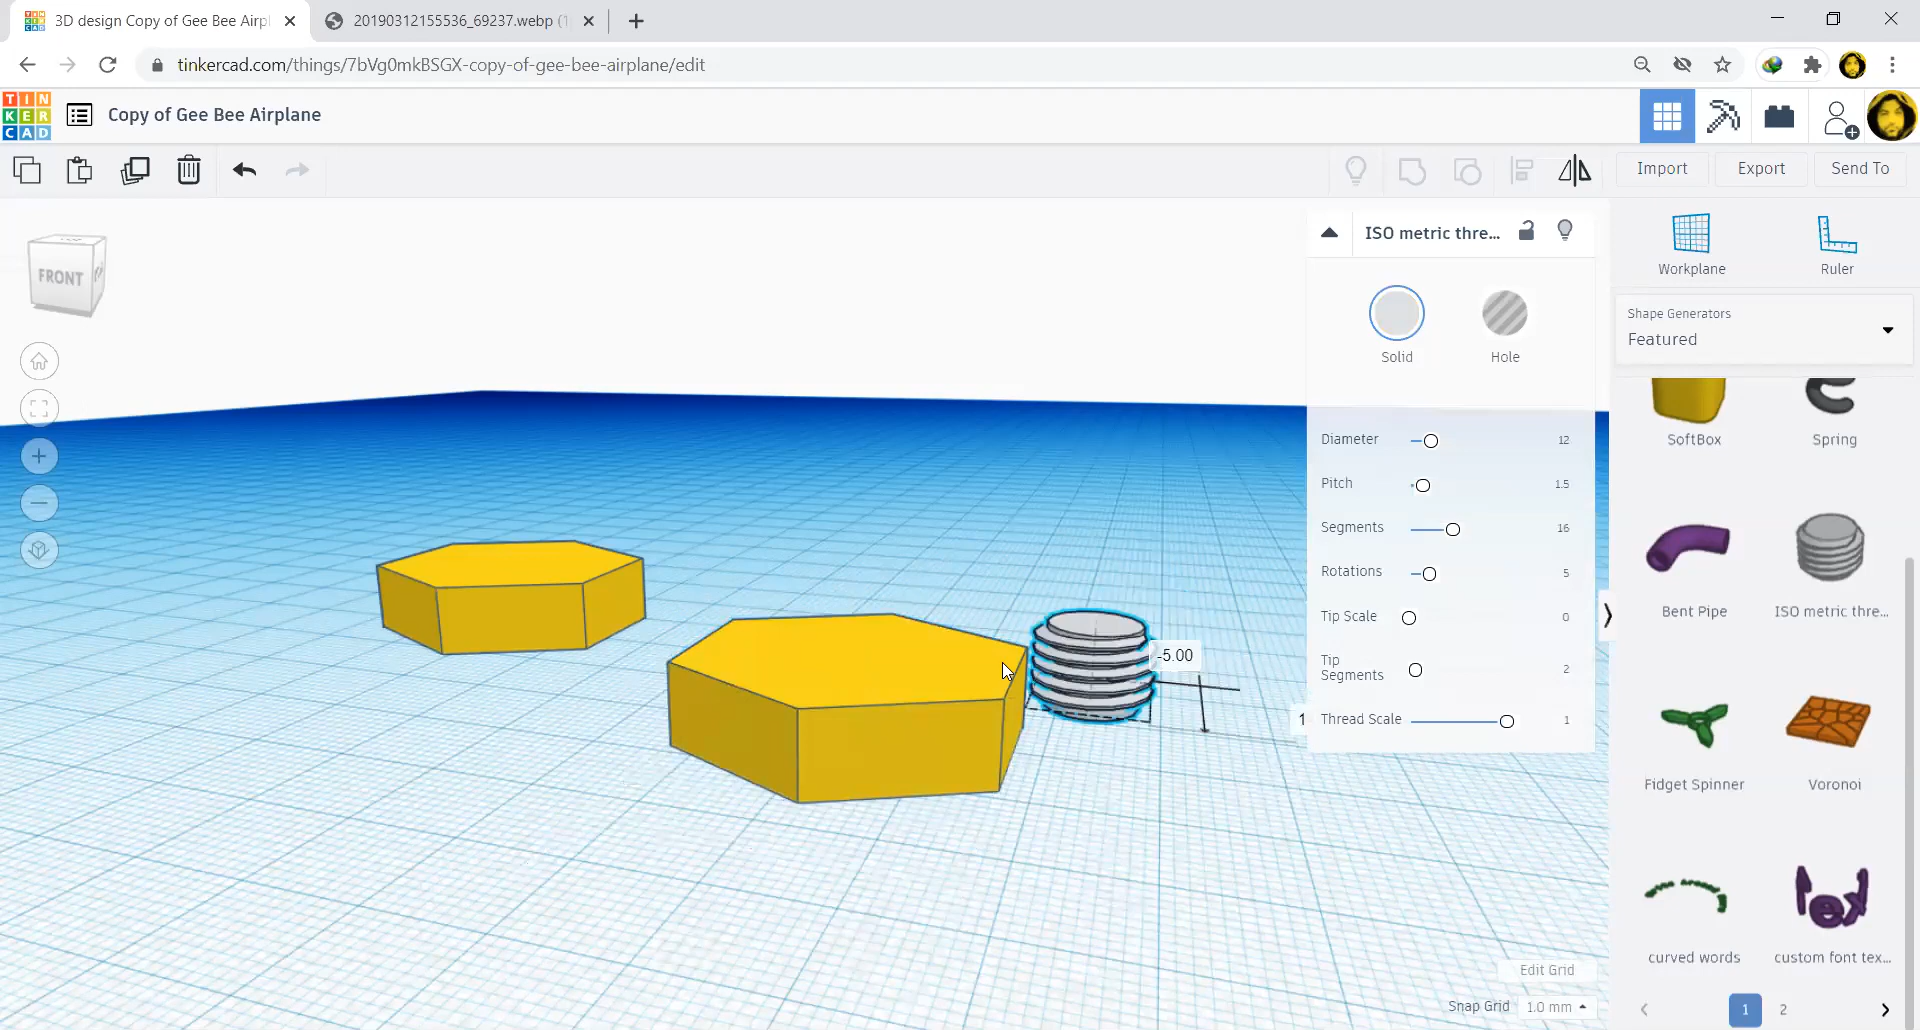 3D design Copy of Gee Bee Airpl
20190312155536_69237.webp (1
tinkercad.com/things/7bVg0mkBSGX-copy-of-gee-bee-airplane/edit
TIN
KER
CAD
Copy of Gee Bee Airplane
Import
Export
Send To
TOP
FRONT
ISO metric thre...
Solid
Hole
Workplane
Ruler
Shape Generators
Featured
Diameter 12
Pitch 1.5
Segments 16
Rotations 5
Tip Scale 0
Tip Segments 2
1 Thread Scale 1
-5.00
SoftBox
Spring
Bent Pipe
ISO metric thre...
Fidget Spinner
Voronoi
curved words
custom font tex...
Edit Grid
Snap Grid 1.0 mm
1 2